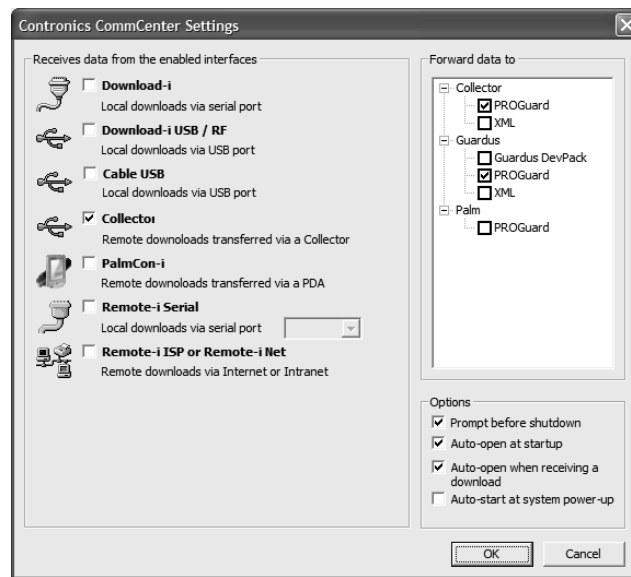 Contronics CommCenter Settings
Receives data from the enabled interfaces
Download-i
Local downloads via serial port
Download-i USB / RF
Local downloads via USB port
Cable USB
Local downloads via USB port
Collector
Remote downoloads transferred via a Collector
PalmCon-i
Remote downoloads transferred via a PDA
Remote-i Serial
Local downloads via serial port
Remote-i ISP or Remote-i Net
Remote downloads via Internet or Intranet
Forward data to
Collector
PROGuard
XML
Guardus
Guardus DevPack
PROGuard
XML
Palm
PROGuard
Options
Prompt before shutdown
Auto-open at startup
Auto-open when receiving a
download
Auto-start at system power-up
OK
Cancel